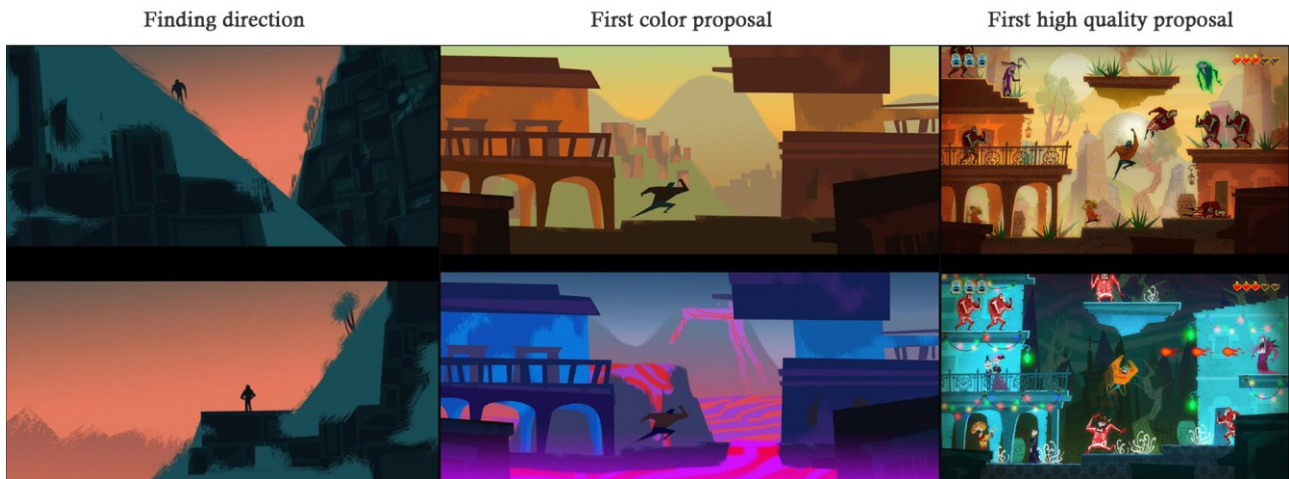 Finding direction
First color proposal
First high quality proposal